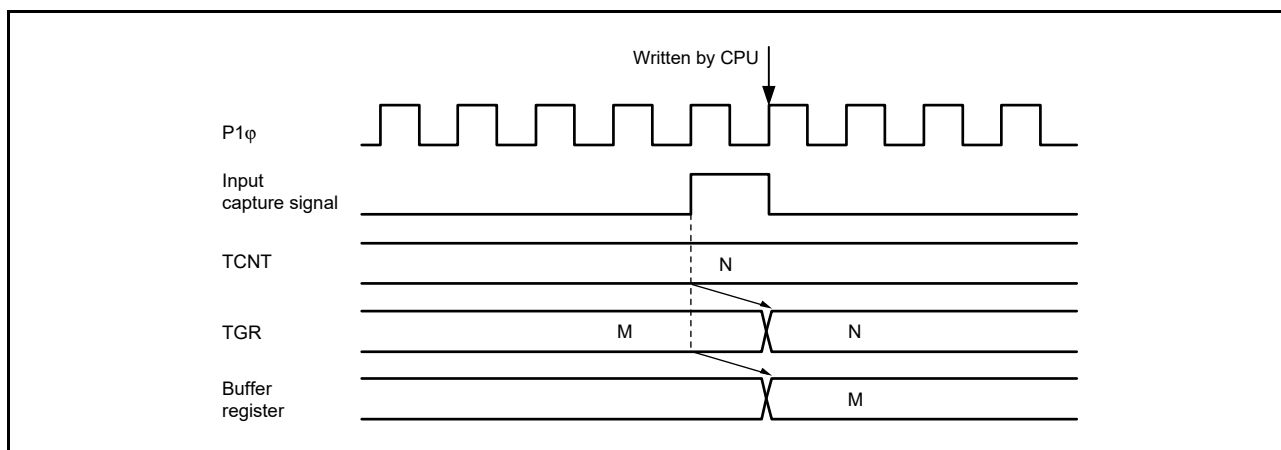 Written by CPU
P1φ
Input
capture signal
TCNT
N
TGR
M
N
Buffer
register
M